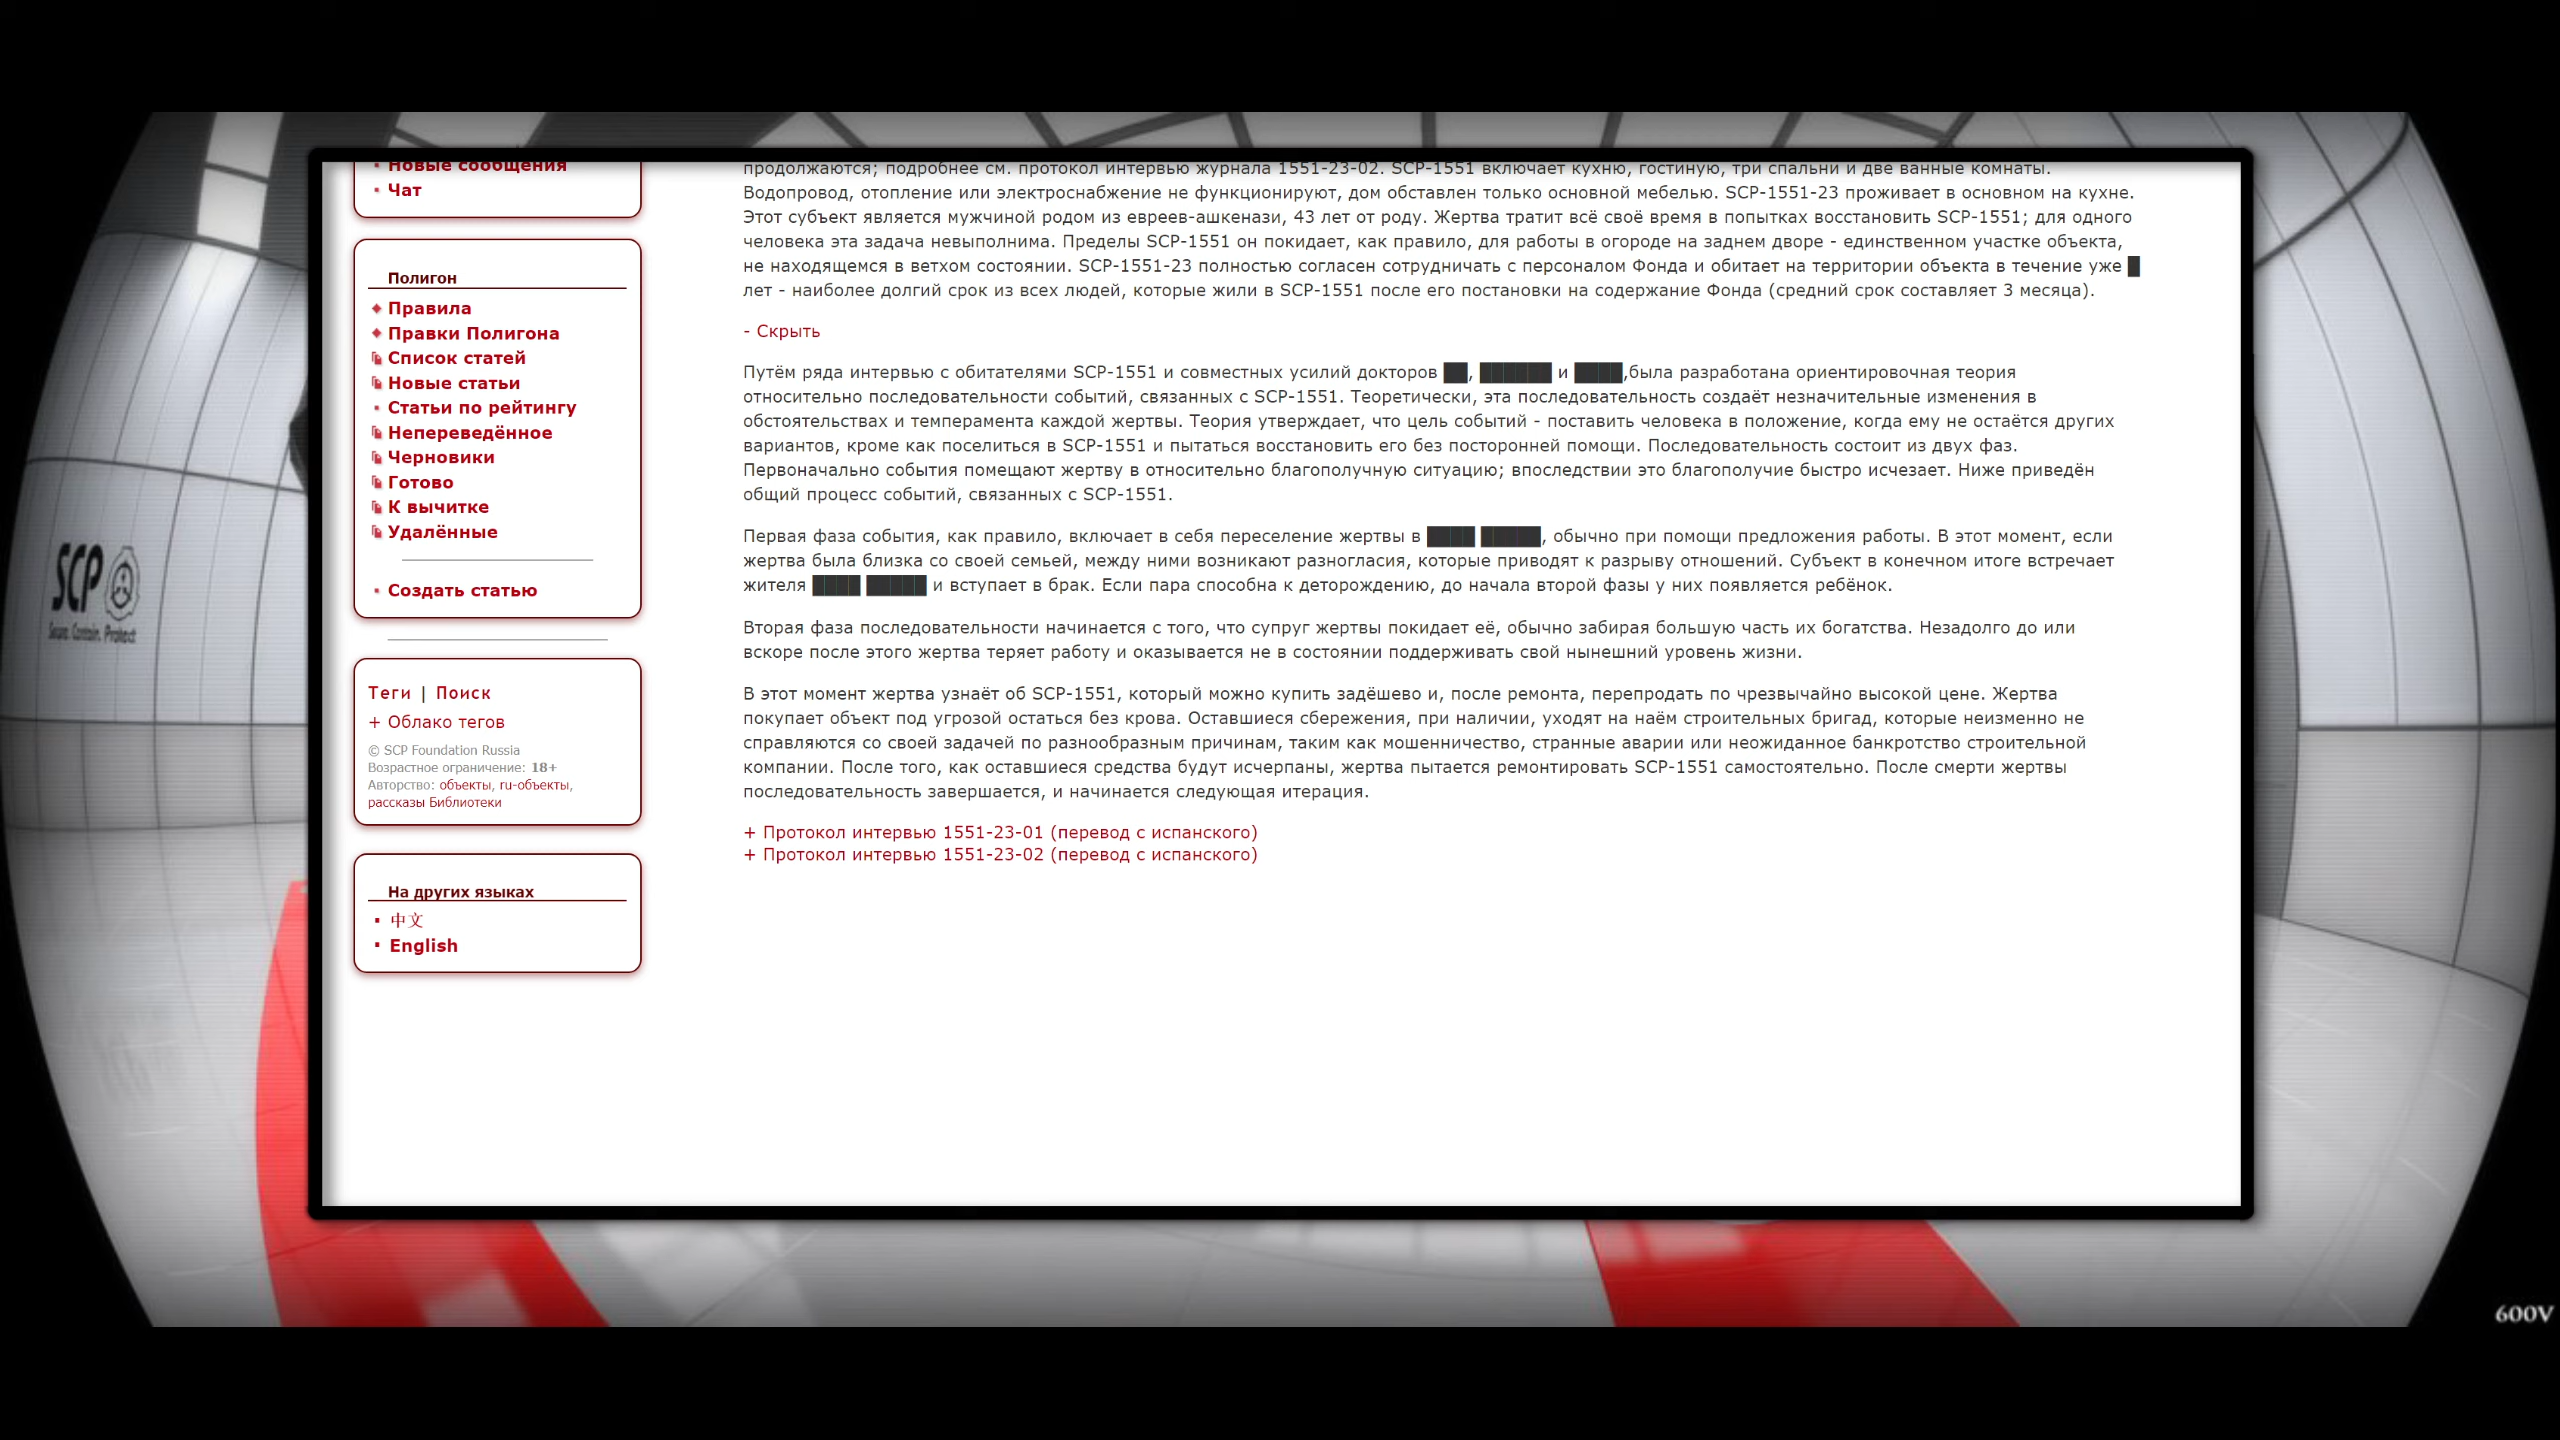 Новые сообщения
Чат
Полигон
Правила
Правки Полигона
Список статей
Новые статьи
Статьи по рейтингу
Непереведённое
Черновики
Готово
К вычитке
Удалённые
Создать статью
Теги | Поиск
+ Облако тегов
© SCP Foundation Russia
Возрастное ограничение: 18+
Авторство: объекты, ru-объекты,
рассказы Библиотеки
На других языках
中文
English
продолжаются; подробнее см. протокол интервью журнала 1551-23-02. SCP-1551 включает кухню, гостиную, три спальни и две ванные комнаты.
Водопровод, отопление или электроснабжение не функционируют, дом обставлен только основной мебелью. SCP-1551-23 проживает в основном на кухне.
Этот субъект является мужчиной родом из евреев-ашкенази, 43 лет от роду. Жертва тратит всё своё время в попытках восстановить SCP-1551; для одного
человека эта задача невыполнима. Пределы SCP-1551 он покидает, как правило, для работы в огороде на заднем дворе - единственном участке объекта,
не находящемся в ветхом состоянии. SCP-1551-23 полностью согласен сотрудничать с персоналом Фонда и обитает на территории объекта в течение уже █
лет - наиболее долгий срок из всех людей, которые жили в SCP-1551 после его постановки на содержание Фонда (средний срок составляет 3 месяца).
- Скрыть
Путём ряда интервью с обитателями SCP-1551 и совместных усилий докторов ██, ██████ и ████,была разработана ориентировочная теория
относительно последовательности событий, связанных с SCP-1551. Теоретически, эта последовательность создаёт незначительные изменения в
обстоятельствах и темперамента каждой жертвы. Теория утверждает, что цель событий - поставить человека в положение, когда ему не остаётся других
вариантов, кроме как поселиться в SCP-1551 и пытаться восстановить его без посторонней помощи. Последовательность состоит из двух фаз.
Первоначально события помещают жертву в относительно благополучную ситуацию; впоследствии это благополучие быстро исчезает. Ниже приведён
общий процесс событий, связанных с SCP-1551.
Первая фаза события, как правило, включает в себя переселение жертвы в ████ █████, обычно при помощи предложения работы. В этот момент, если
жертва была близка со своей семьей, между ними возникают разногласия, которые приводят к разрыву отношений. Субъект в конечном итоге встречает
жителя ████ █████ и вступает в брак. Если пара способна к деторождению, до начала второй фазы у них появляется ребёнок.
Вторая фаза последовательности начинается с того, что супруг жертвы покидает её, обычно забирая большую часть их богатства. Незадолго до или
вскоре после этого жертва теряет работу и оказывается не в состоянии поддерживать свой нынешний уровень жизни.
В этот момент жертва узнаёт об SCP-1551, который можно купить задёшево и, после ремонта, перепродать по чрезвычайно высокой цене. Жертва
покупает объект под угрозой остаться без крова. Оставшиеся сбережения, при наличии, уходят на наём строительных бригад, которые неизменно не
справляются со своей задачей по разнообразным причинам, таким как мошенничество, странные аварии или неожиданное банкротство строительной
компании. После того, как оставшиеся средства будут исчерпаны, жертва пытается ремонтировать SCP-1551 самостоятельно. После смерти жертвы
последовательность завершается, и начинается следующая итерация.
+ Протокол интервью 1551-23-01 (перевод с испанского)
+ Протокол интервью 1551-23-02 (перевод с испанского)
SCP
Secure. Contain. Protect
600V